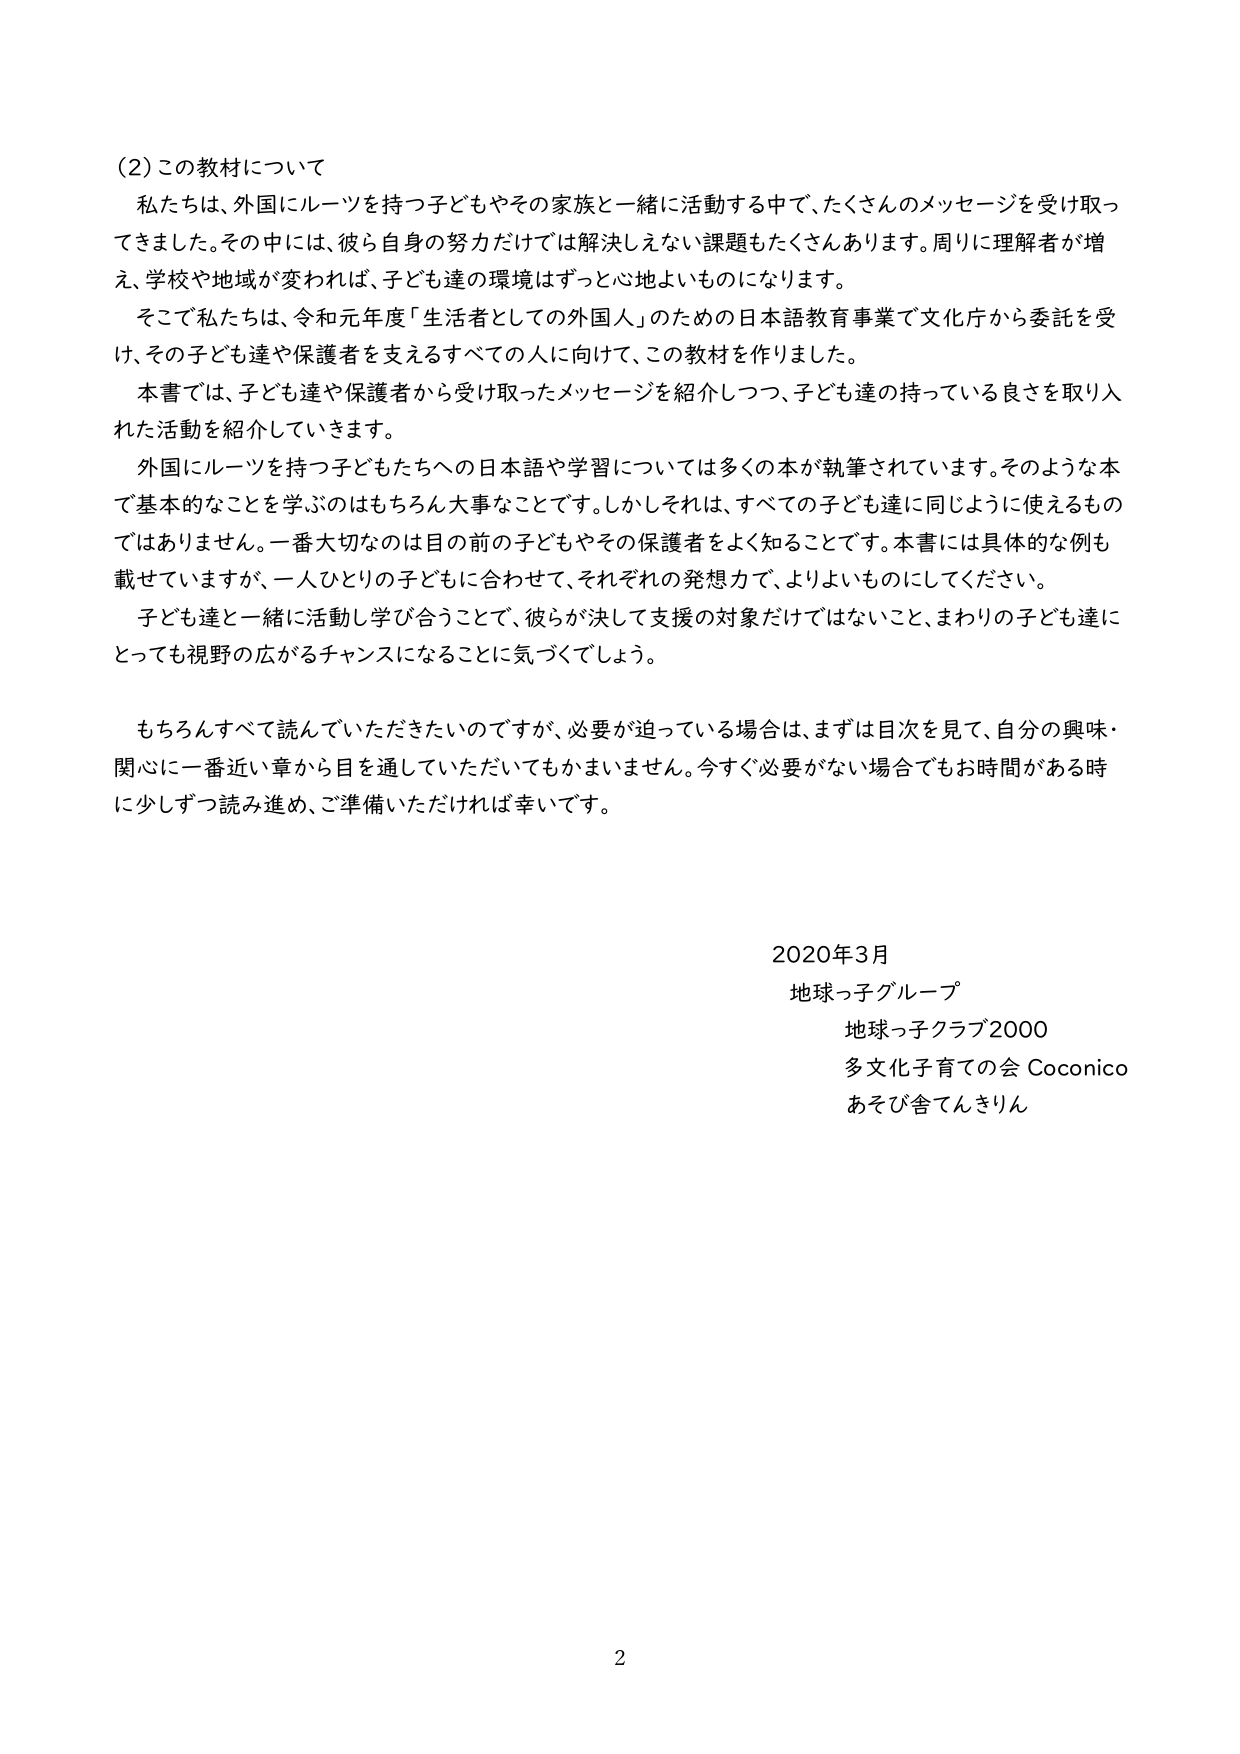 （2）この教材について
　私たちは、外国にルーツを持つ子どもやその家族と一緒に活動する中で、たくさんのメッセージを受け取っ
てきました。その中には、彼ら自身の努力だけでは解決しえない課題もたくさんあります。周りに理解者が増
え、学校や地域が変われば、子ども達の環境はずっと心地よいものになります。
　そこで私たちは、令和元年度「生活者としての外国人」のための日本語教育事業で文化庁から委託を受
け、その子ども達や保護者を支えるすべての人に向けて、この教材を作りました。
　本書では、子ども達や保護者から受け取ったメッセージを紹介しつつ、子ども達の持っている良さを取り入
れた活動を紹介していきます。
　外国にルーツを持つ子どもたちへの日本語や学習については多くの本が執筆されています。そのような本
で基本的なことを学ぶのはもちろん大事なことです。しかしそれは、すべての子ども達に同じように使えるもの
ではありません。一番大切なのは目の前の子どもやその保護者をよく知ることです。本書には具体的な例も
載せていますが、一人ひとりの子どもに合わせて、それぞれの発想力で、よりよいものにしてください。
　子ども達と一緒に活動し学び合うことで、彼らが決して支援の対象だけではないこと、まわりの子ども達に
とっても視野の広がるチャンスになることに気づくでしょう。
　もちろんすべて読んでいただきたいのですが、必要が迫っている場合は、まずは目次を見て、自分の興味・
関心に一番近い章から目を通していただいてもかまいません。今すぐ必要がない場合でもお時間がある時
に少しずつ読み進め、ご準備いただければ幸いです。
2020年3月
地球っ子グループ
地球っ子クラブ2000
多文化子育ての会 Coconico
あそび舎てんきりん
2